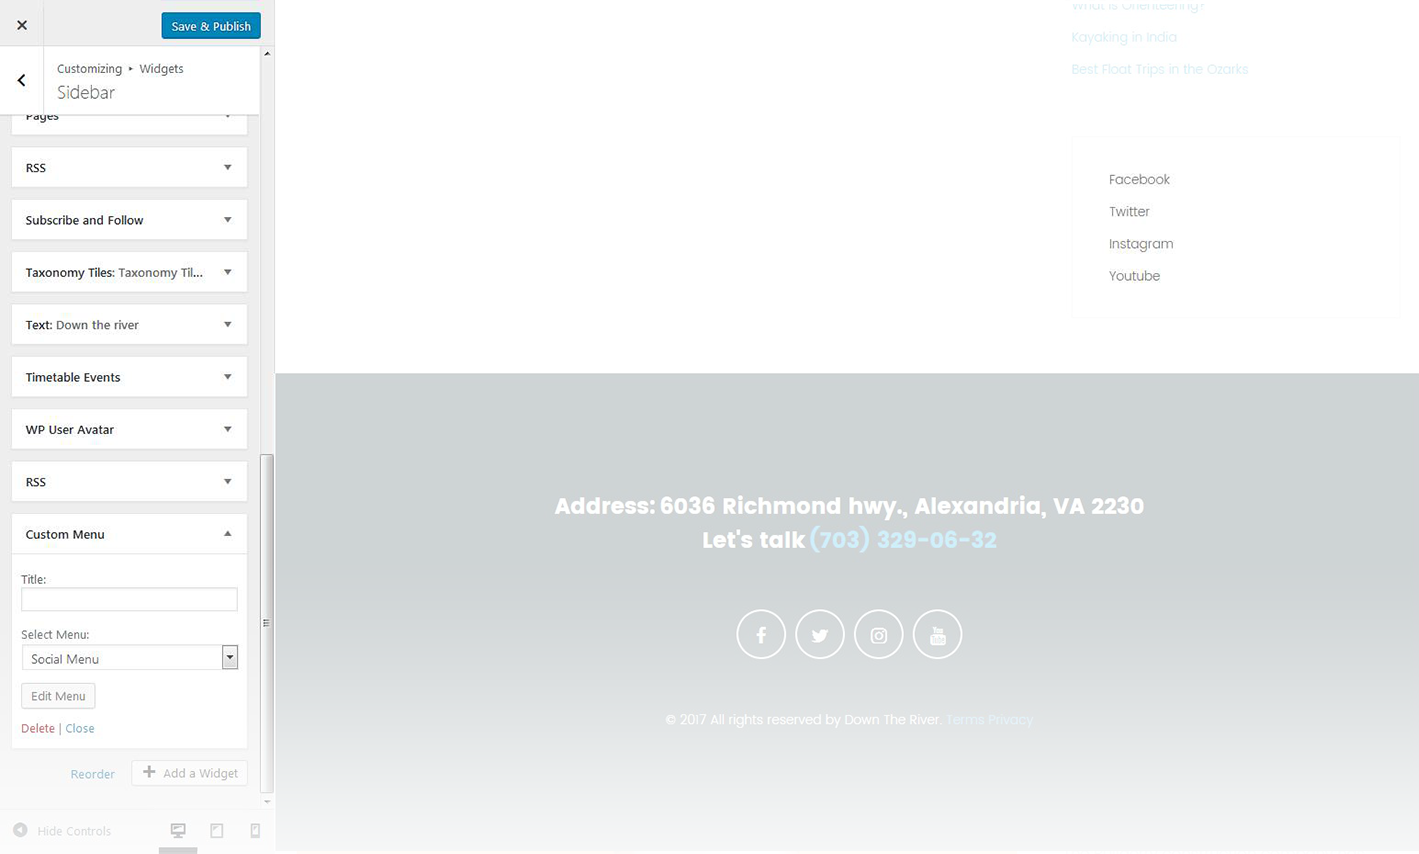 Save & Publish
Customizing ▸ Widgets
Sidebar
Pages
RSS
Subscribe and Follow
Taxonomy Tiles: Taxonomy Til...
Text: Down the river
Timetable Events
WP User Avatar
RSS
Custom Menu
Title:
Select Menu:
Social Menu
Edit Menu
Delete | Close
Reorder
Add a Widget
Hide Controls
What is Orienteering?
Kayaking in India
Best Float Trips in the Ozarks
Facebook
Twitter
Instagram
Youtube
Address: 6036 Richmond hwy., Alexandria, VA 2230
Let's talk (703) 329-06-32
You Tube
© 2017 All rights reserved by Down The River. Terms Privacy